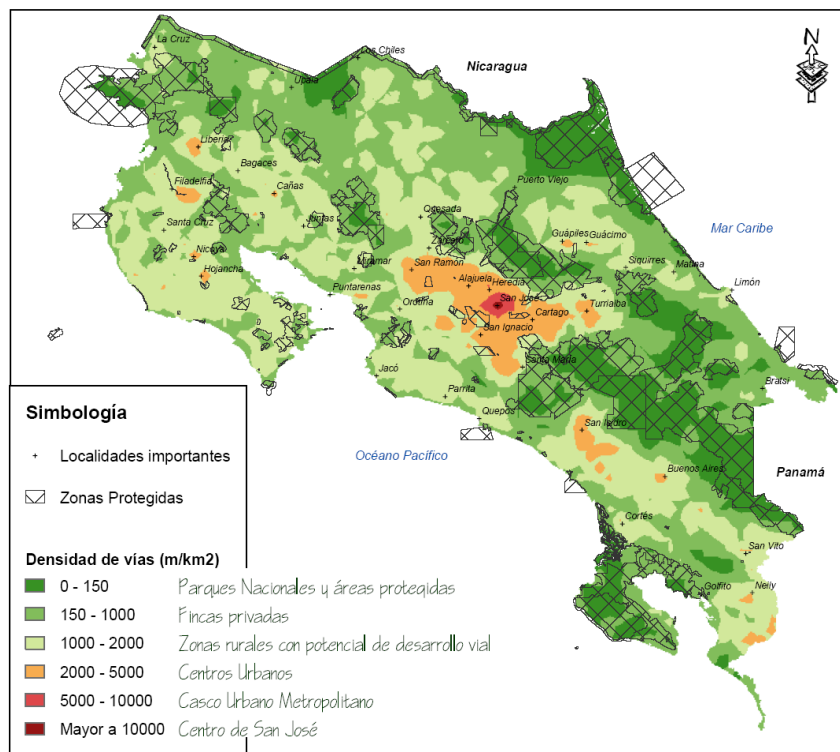 N
La Cruz
Los Chiles
Nicaragua
Upala
Liberia
Bagaces
Filadelfia
Cañas
Puerto Viejo
Santa Cruz
Juntas
Quesada
Mar Caribe
Zarcero
Guápiles
Guácimo
Nicoya
Hojancha
Miramar
San Ramón
Siquirres
Matina
Alajuela
Heredia
Puntarenas
Orotina
San José
Limón
Cartago
Turrialba
San Ignacio
Jacó
Santa María
Bratsi
Parrita
Quepos
San Isidro
Océano Pacífico
Buenos Aires
Panamá
Cortés
San Vito
Golfito
Neily
Simbología
Localidades importantes
Zonas Protegidas
Densidad de vías (m/km2)
0 - 150 Parques Nacionales y áreas protegidas
150 - 1000 Fincas privadas
1000 - 2000 Zonas rurales con potencial de desarrollo vial
2000 - 5000 Centros Urbanos
5000 - 10000 Casco Urbano Metropolitano
Mayor a 10000 Centro de San José